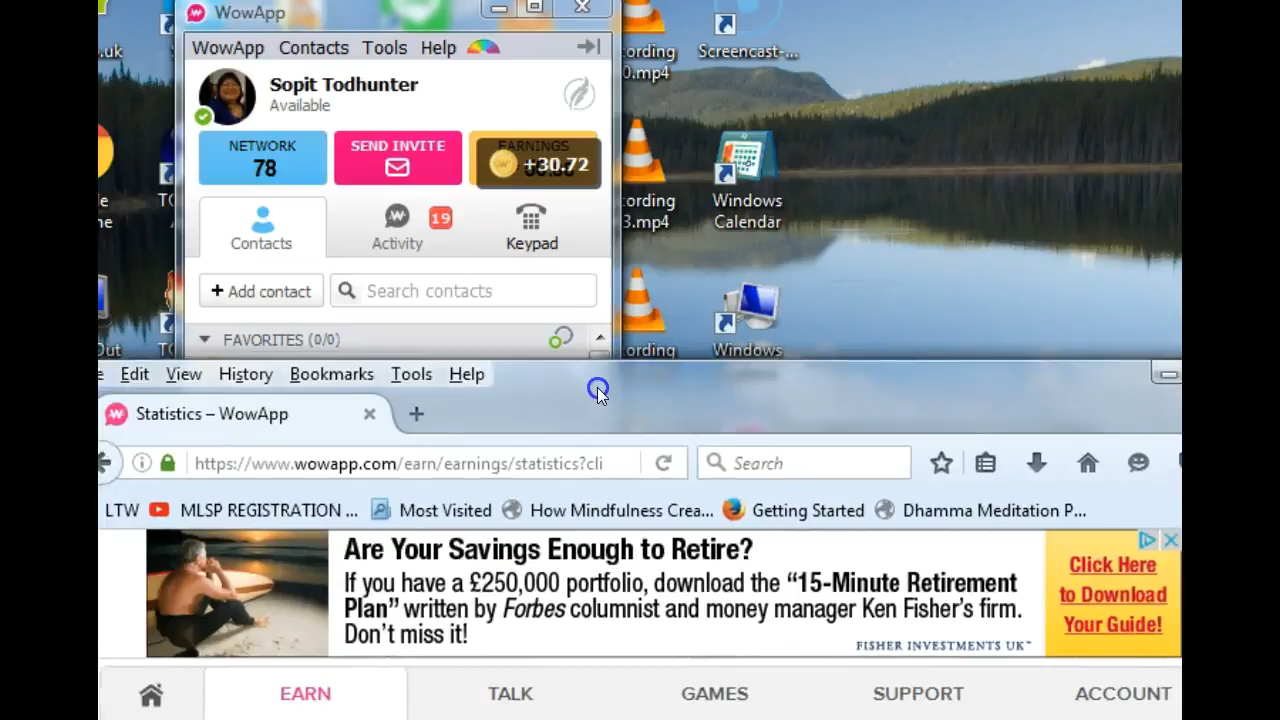 WowApp
WowApp Contacts Tools Help
Sopit Todhunter
Available
NETWORK
78
SEND INVITE
EARNINGS
+30.72
Contacts
Activity
19
Keypad
+ Add contact
Search contacts
FAVORITES (0/0)
.uk
cording
0.mp4
Screencast-...
cording
3.mp4
Windows
Calendar
Out
cording
Windows
Edit View History Bookmarks Tools Help
Statistics – WowApp
https://www.wowapp.com/earn/earnings/statistics?cli
Search
LTW
MLSP REGISTRATION ...
Most Visited
How Mindfulness Crea...
Getting Started
Dhamma Meditation P...
Are Your Savings Enough to Retire?
If you have a £250,000 portfolio, download the “15-Minute Retirement
Plan” written by Forbes columnist and money manager Ken Fisher’s firm.
Don’t miss it!
FISHER INVESTMENTS UK™
Click Here
to Download
Your Guide!
EARN
TALK
GAMES
SUPPORT
ACCOUNT